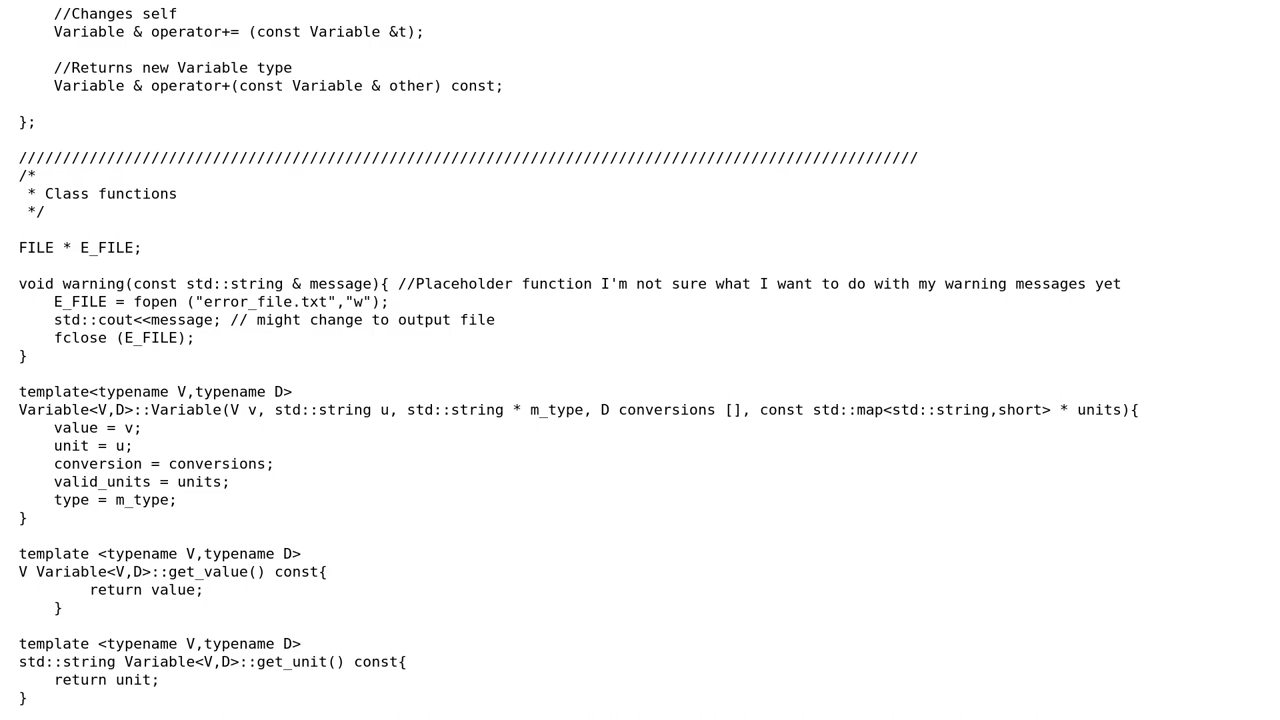 //Changes self
    Variable & operator+= (const Variable &t);

    //Returns new Variable type
    Variable & operator+(const Variable & other) const;

};

//////////////////////////////////////////////////////////////////////////////////////////////////////
/*
 * Class functions
 */

FILE * E_FILE;

void warning(const std::string & message){ //Placeholder function I'm not sure what I want to do with my warning messages yet
    E_FILE = fopen ("error_file.txt","w");
    std::cout<<message; // might change to output file
    fclose (E_FILE);
}

template<typename V,typename D>
Variable<V,D>::Variable(V v, std::string u, std::string * m_type, D conversions [], const std::map<std::string,short> * units){
    value = v;
    unit = u;
    conversion = conversions;
    valid_units = units;
    type = m_type;
}

template <typename V,typename D>
V Variable<V,D>::get_value() const{
        return value;
    }

template <typename V,typename D>
std::string Variable<V,D>::get_unit() const{
    return unit;
}